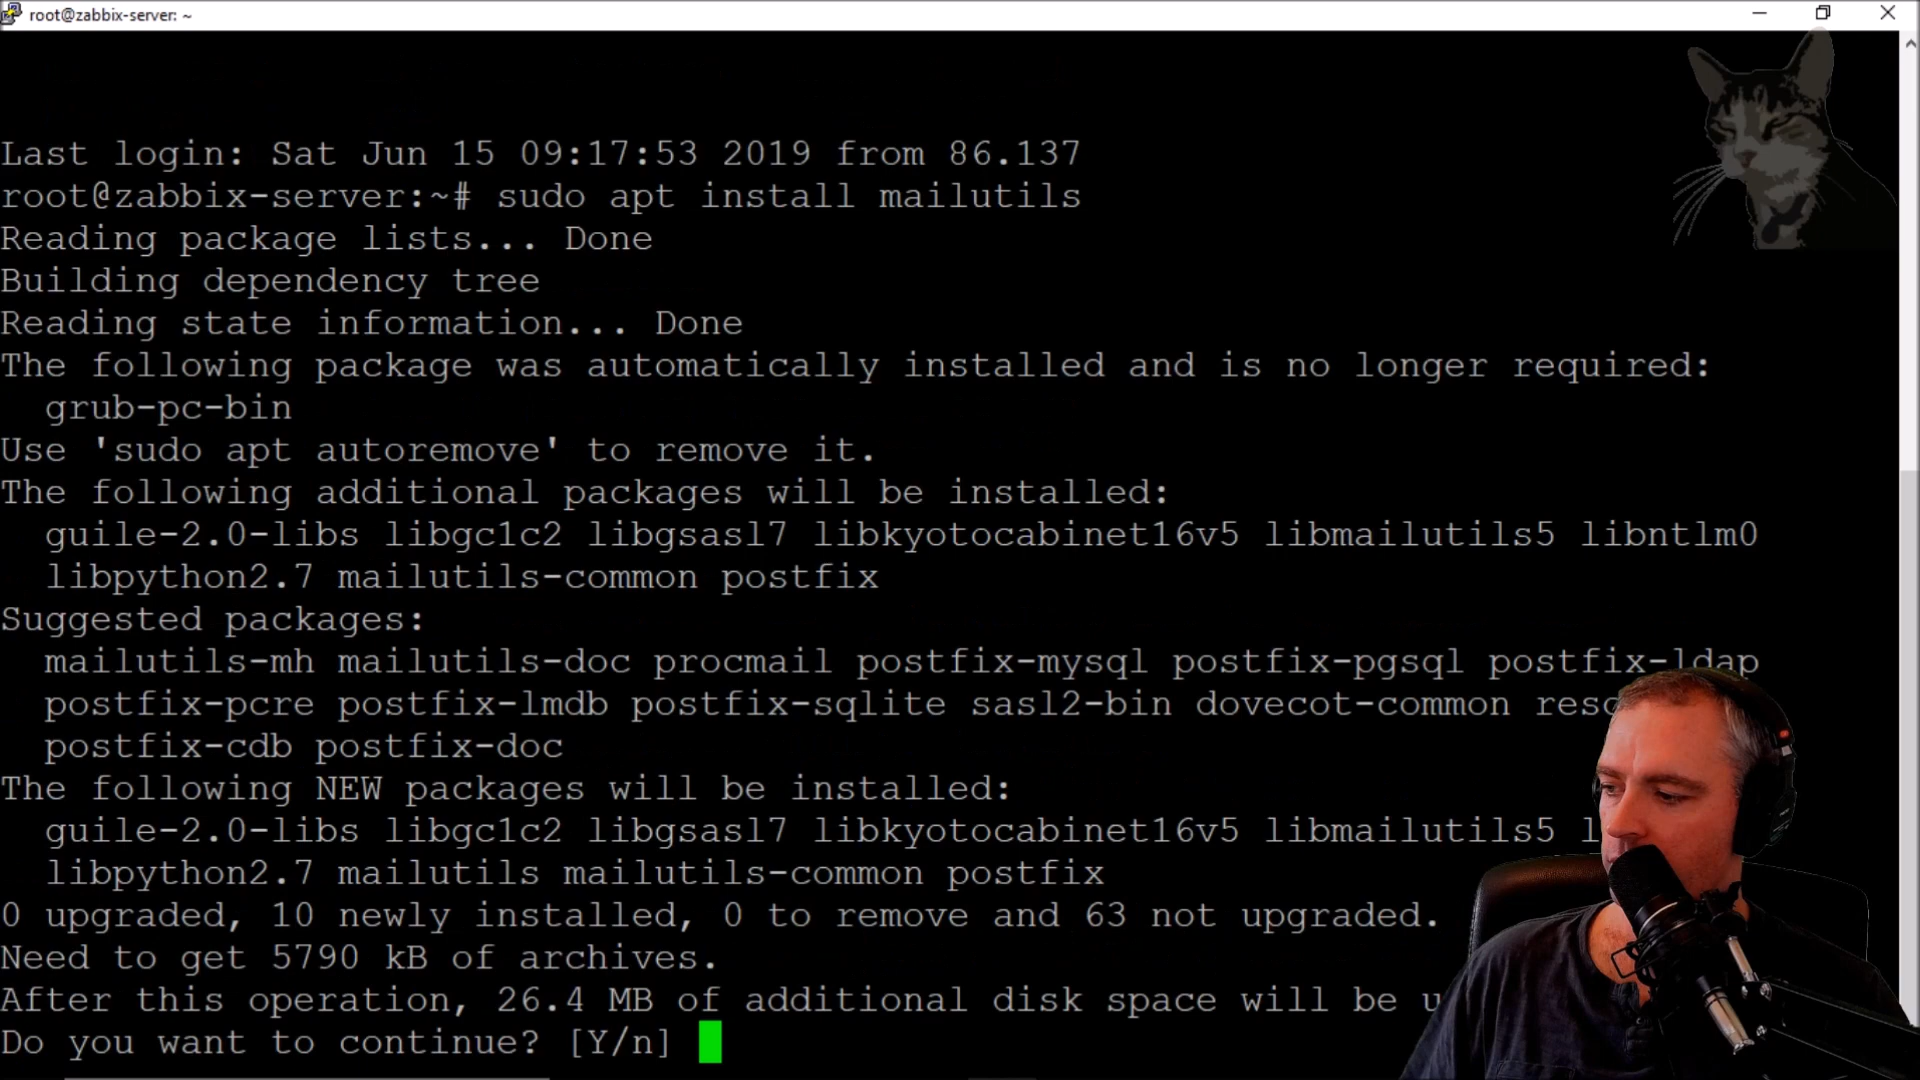 root@zabbix-server: ~
Last login: Sat Jun 15 09:17:53 2019 from 86.137
root@zabbix-server:~# sudo apt install mailutils
Reading package lists... Done
Building dependency tree
Reading state information... Done
The following package was automatically installed and is no longer required:
grub-pc-bin
Use 'sudo apt autoremove' to remove it.
The following additional packages will be installed:
guile-2.0-libs libgc1c2 libgsasl7 libkyotocabinet16v5 libmailutils5 libntlm0
libpython2.7 mailutils-common postfix
Suggested packages:
mailutils-mh mailutils-doc procmail postfix-mysql postfix-pgsql postfix-ldap
postfix-pcre postfix-lmdb postfix-sqlite sasl2-bin dovecot-common
postfix-cdb postfix-doc
The following NEW packages will be installed:
guile-2.0-libs libgc1c2 libgsasl7 libkyotocabinet16v5 libmailutils5
libpython2.7 mailutils mailutils-common postfix
0 upgraded, 10 newly installed, 0 to remove and 63 not upgraded.
Need to get 5790 kB of archives.
After this operation, 26.4 MB of additional disk space will be
Do you want to continue? [Y/n]